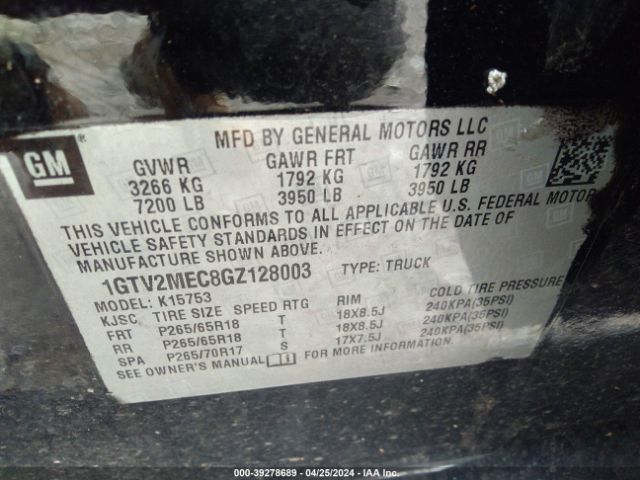 GM
MFD BY GENERAL MOTORS LLC
GVWR GAWR FRT GAWR RR
3266 KG 1792 KG 1792 KG
7200 LB 3950 LB 3950 LB
THIS VEHICLE CONFORMS TO ALL APPLICABLE U.S. FEDERAL MOTOR
VEHICLE SAFETY STANDARDS IN EFFECT ON THE DATE OF
MANUFACTURE SHOWN ABOVE.
1GTV2MEC8GZ128003 TYPE: TRUCK
MODEL: K15753
KJSC TIRE SIZE SPEED RTG RIM COLD TIRE PRESSURE
FRT P265/65R18 T 18X8.5J 240KPA(35PSI)
RR P265/65R18 T 18X8.5J 240KPA(35PSI)
SPA P265/70R17 S 17X7.5J 240KPA(35PSI)
SEE OWNER'S MANUAL FOR MORE INFORMATION.
000-39278689 - 04/25/2024 - IAA Inc.